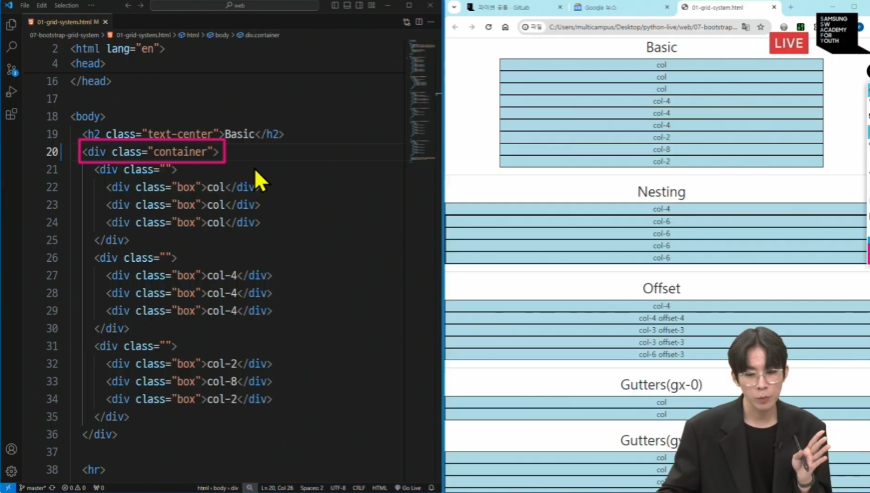 File Edit Selection ... web
01-grid-system.html M
07-bootstrap-grid-system > 01-grid-system.html > html > body > div.container
2 <html lang="en">
4 <head>
16 </head>
17
18 <body>
19 <h2 class="text-center">Basic</h2>
20 <div class="container">
21 <div class="">
22 <div class="box">col</div>
23 <div class="box">col</div>
24 <div class="box">col</div>
25 </div>
26 <div class="">
27 <div class="box">col-4</div>
28 <div class="box">col-4</div>
29 <div class="box">col-4</div>
30 </div>
31 <div class="">
32 <div class="box">col-2</div>
33 <div class="box">col-8</div>
34 <div class="box">col-2</div>
35 </div>
36 </div>
37
38 <hr>
master* 0 0 0 html > body > div Ln 20, Col 26 Spaces: 2 UTF-8 CRLF HTML Go Live
Google 뉴스
01-grid-system.html
파일 C:/Users/multicampus/Desktop/python-live/web/07-bootstrap...
LIVE
SAMSUNG
SW
ACADEMY
FOR
YOUTH
Basic
col
col
col
col-4
col-4
col-4
col-2
col-8
col-2
Nesting
col-4
col-6
col-6
col-6
col-6
Offset
col-4
col-4 offset-4
col-3 offset-3
col-3 offset-3
col-6 offset-3
Gutters(gx-0)
col
col
col
col